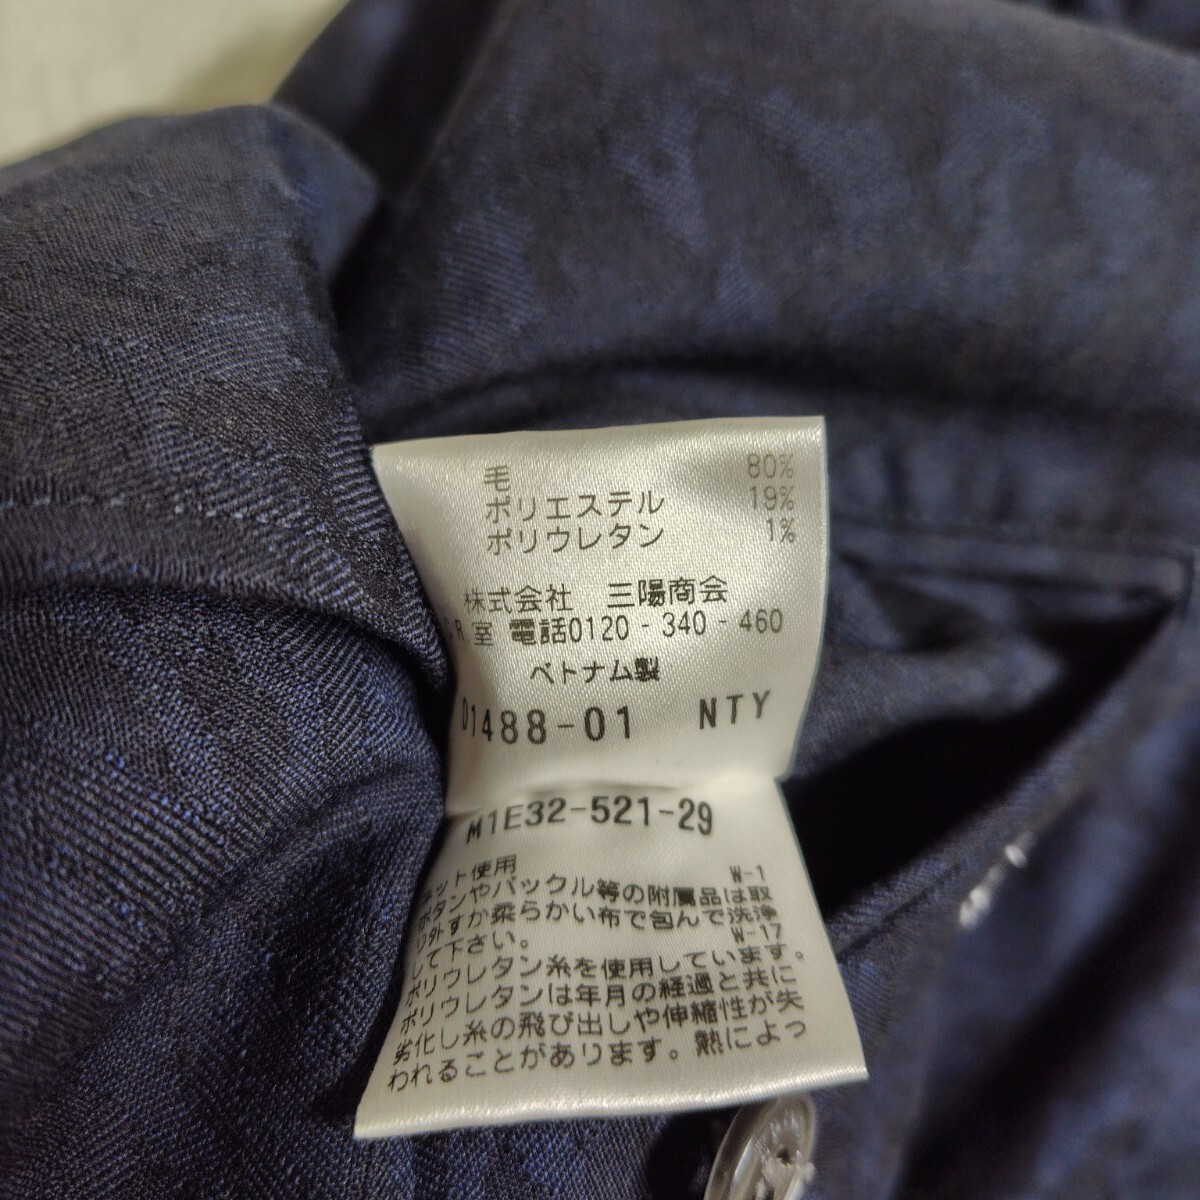 毛 80%
ポリエステル 19%
ポリウレタン 1%
株式会社 三陽商会
R.室 電話0120-340-460
ベトナム製
D1488-01 NTY
M1E32-521-29
ネット使用 W-1
ボタンやバックル等の附属品は取
り外すか柔らかい布で包んで洗浄
して下さい。 W-17
ポリウレタン糸を使用しています。
ポリウレタンは年月の経過と共に
劣化し糸の飛び出しや伸縮性が失
われることがあります。熱によっ